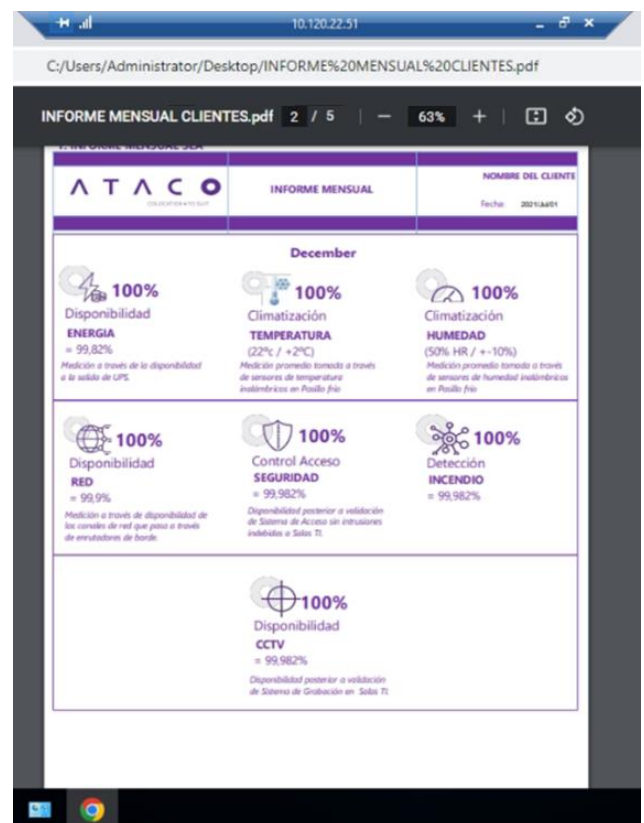 10.120.22.51
C:/Users/Administrator/Desktop/INFORME%20MENSUAL%20CLIENTES.pdf
INFORME MENSUAL CLIENTES.pdf 2 / 5 63%
1. INFORME MENSUAL SLA
ATACO
COLOCATION TO SUIT
INFORME MENSUAL
NOMBRE DEL CLIENTE
Fecha:
December
100%
Disponibilidad
ENERGIA
= 99,82%
Medición a través de la disponibilidad
a la salida de UPS.
100%
Climatización
TEMPERATURA
(22ºc / +2ºC)
Medición promedio tomada a través
de sensores de temperatura
inalámbricos en Pasillo frío
100%
Climatización
HUMEDAD
(50% HR / +-10%)
Medición promedio tomada a través
de sensores de humedad inalámbricos
en Pasillo frío
100%
Disponibilidad
RED
= 99,9%
Medición a través de disponibilidad de
los canales de red que pasa a través
de enrutadores de borde.
100%
Control Acceso
SEGURIDAD
= 99,982%
Disponibilidad posterior a validación
de Sistema de Acceso sin intrusiones
indebidas a Salas TI.
100%
Detección
INCENDIO
= 99,982%
100%
Disponibilidad
CCTV
= 99,982%
Disponibilidad posterior a validación
de Sistema de Grabación en Salas TI.